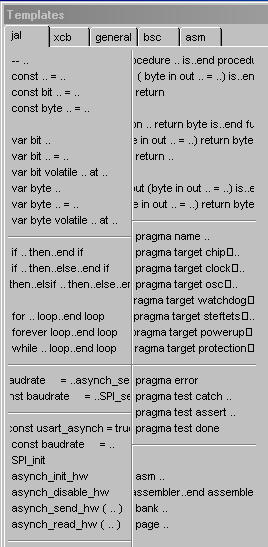 Templates
jal
xcb
general
bsc
asm
-- ..
const .. = ..
const bit .. = ..
const byte .. = ..
var bit ..
var bit .. = ..
var bit volatile .. at ..
var byte ..
var byte .. = ..
var byte volatile .. at ..
if .. then..end if
if .. then..else..end if
then..elsif .. then..else..en
for .. loop..end loop
forever loop..end loop
while .. loop..end loop
audrate = ..asynch_se
nst baudrate = ..SPI_se
const usart_asynch = true
const baudrate = ..
SPI_init
asynch_init_hw
asynch_disable_hw
asynch_send_hw ( .. )
asynch_read_hw ( .. )
ocedure .. is..end procedu
( byte in out .. = ..) is..en
return
on .. return byte is..end fu
e in out .. = ..) return byte
return ..
out (byte in out .. = ..) is..e
e in out .. = ..) return byte
pragma name ..
pragma target chip
pragma target clock
pragma target osc
ragma target watchdog
pragma target steftets
pragma target powerup
ragma target protection
pragma error
pragma test catch ..
pragma test assert ..
pragma test done
asm ..
assembler..end assemble
bank ..
page ..